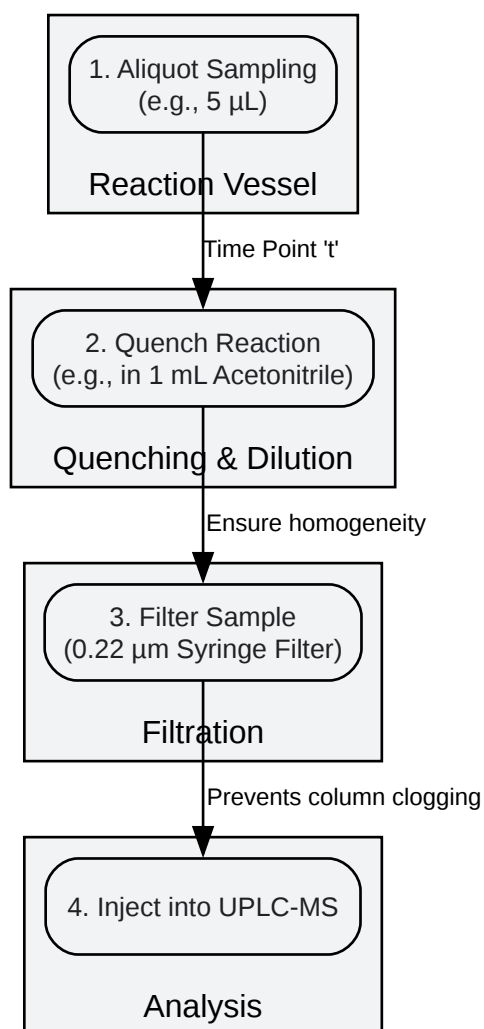 1. Aliquot Sampling
(e.g., 5 µL)
Reaction Vessel
Time Point 't'
2. Quench Reaction
(e.g., in 1 mL Acetonitrile)
Quenching & Dilution
Ensure homogeneity
3. Filter Sample
(0.22 µm Syringe Filter)
Filtration
Prevents column clogging
4. Inject into UPLC-MS
Analysis